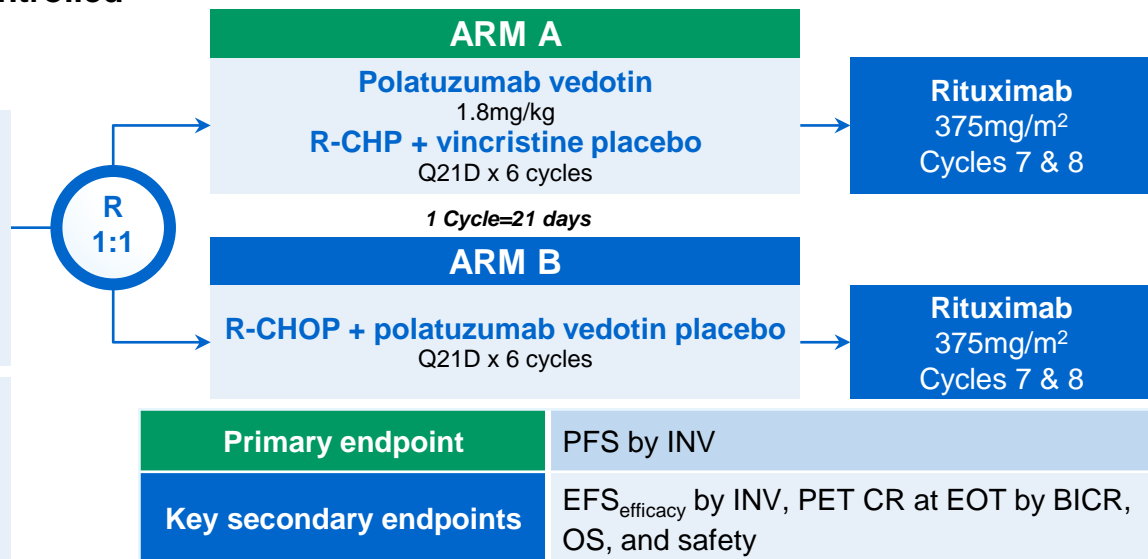 ntrolled
ARM A
Polatuzumab vedotin
1.8mg/kg
R-CHP + vincristine placebo
Q21D x 6 cycles
Rituximab
375mg/m²
Cycles 7 & 8
R
1:1
1 Cycle=21 days
ARM B
R-CHOP + polatuzumab vedotin placebo
Q21D x 6 cycles
Rituximab
375mg/m²
Cycles 7 & 8
Primary endpoint
PFS by INV
Key secondary endpoints
EFSefficacy by INV, PET CR at EOT by BICR,
OS, and safety